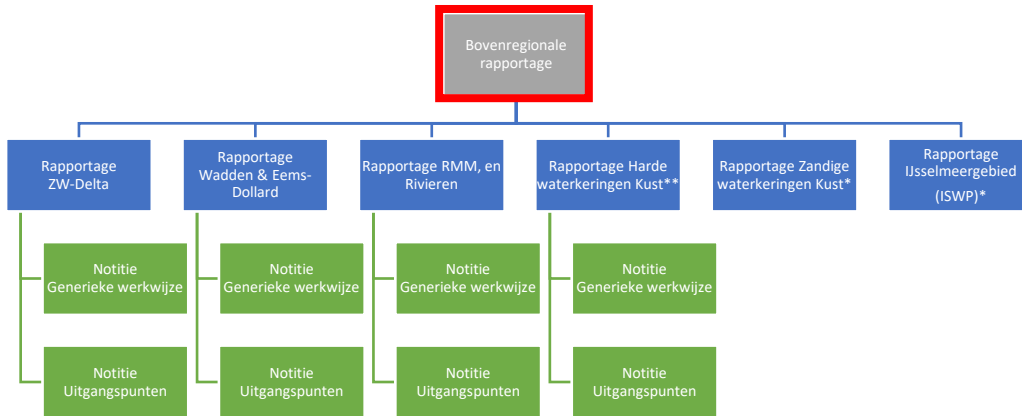 Bovenregionale
rapportage
Rapportage
ZW-Delta
Rapportage
Wadden & Eems-
Dollard
Rapportage RMM, en
Rivieren
Rapportage Harde
waterkeringen Kust**
Rapportage Zandige
waterkeringen Kust*
Rapportage
IJsselmeergebied
(ISWP)*
Notitie
Generieke werkwijze
Notitie
Generieke werkwijze
Notitie
Generieke werkwijze
Notitie
Generieke werkwijze
Notitie
Uitgangspunten
Notitie
Uitgangspunten
Notitie
Uitgangspunten
Notitie
Uitgangspunten